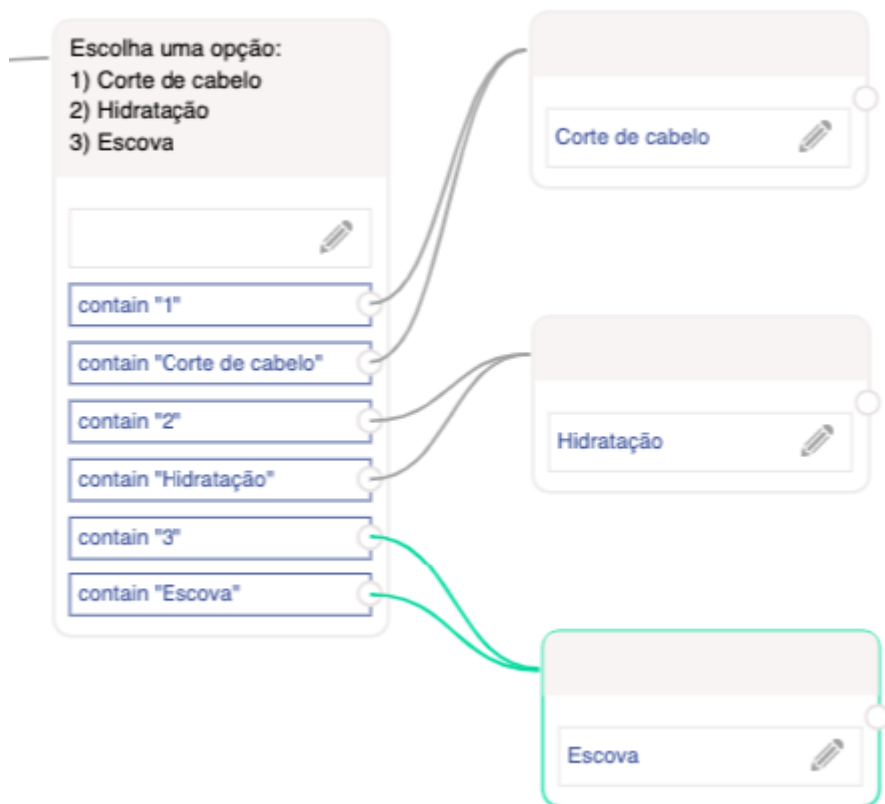 Escolha uma opção:
1) Corte de cabelo
2) Hidratação
3) Escova
contain "1"
contain "Corte de cabelo"
contain "2"
contain "Hidratação"
contain "3"
contain "Escova"
Corte de cabelo
Hidratação
Escova